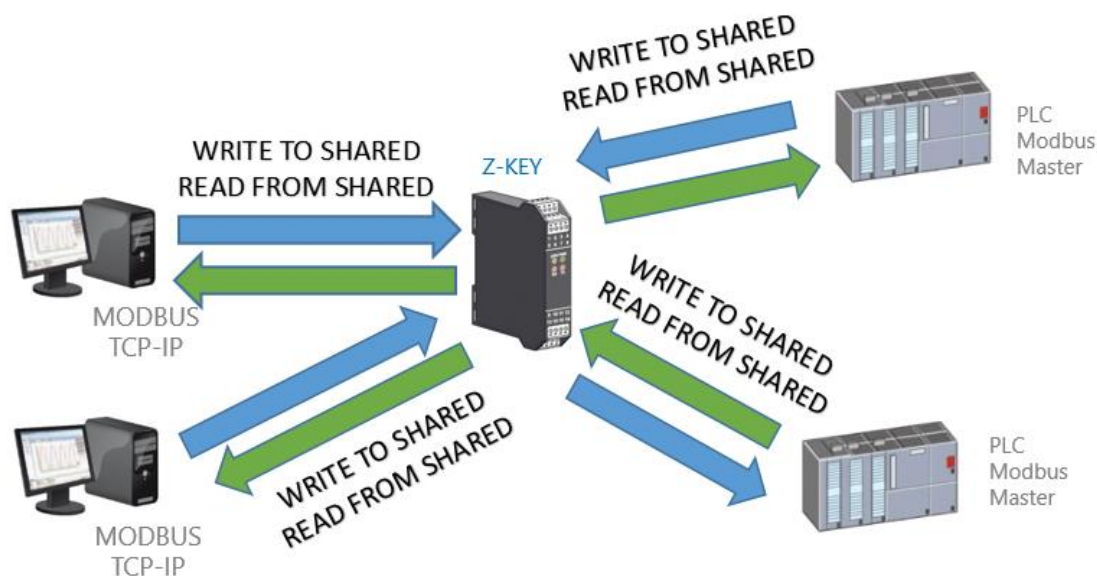 WRITE TO SHARED
READ FROM SHARED
PLC
Modbus
Master
WRITE TO SHARED
READ FROM SHARED
Z-KEY
MODBUS
TCP-IP
WRITE TO SHARED
READ FROM SHARED
WRITE TO SHARED
READ FROM SHARED
PLC
Modbus
Master
MODBUS
TCP-IP